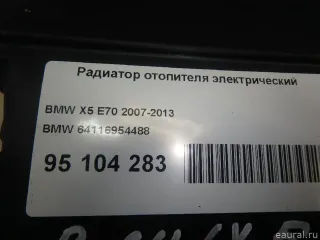 Радиатор отопителя электрический
BMW X5 E70 2007-2013
BMW 64116954488
95 104 283
eaural.ru